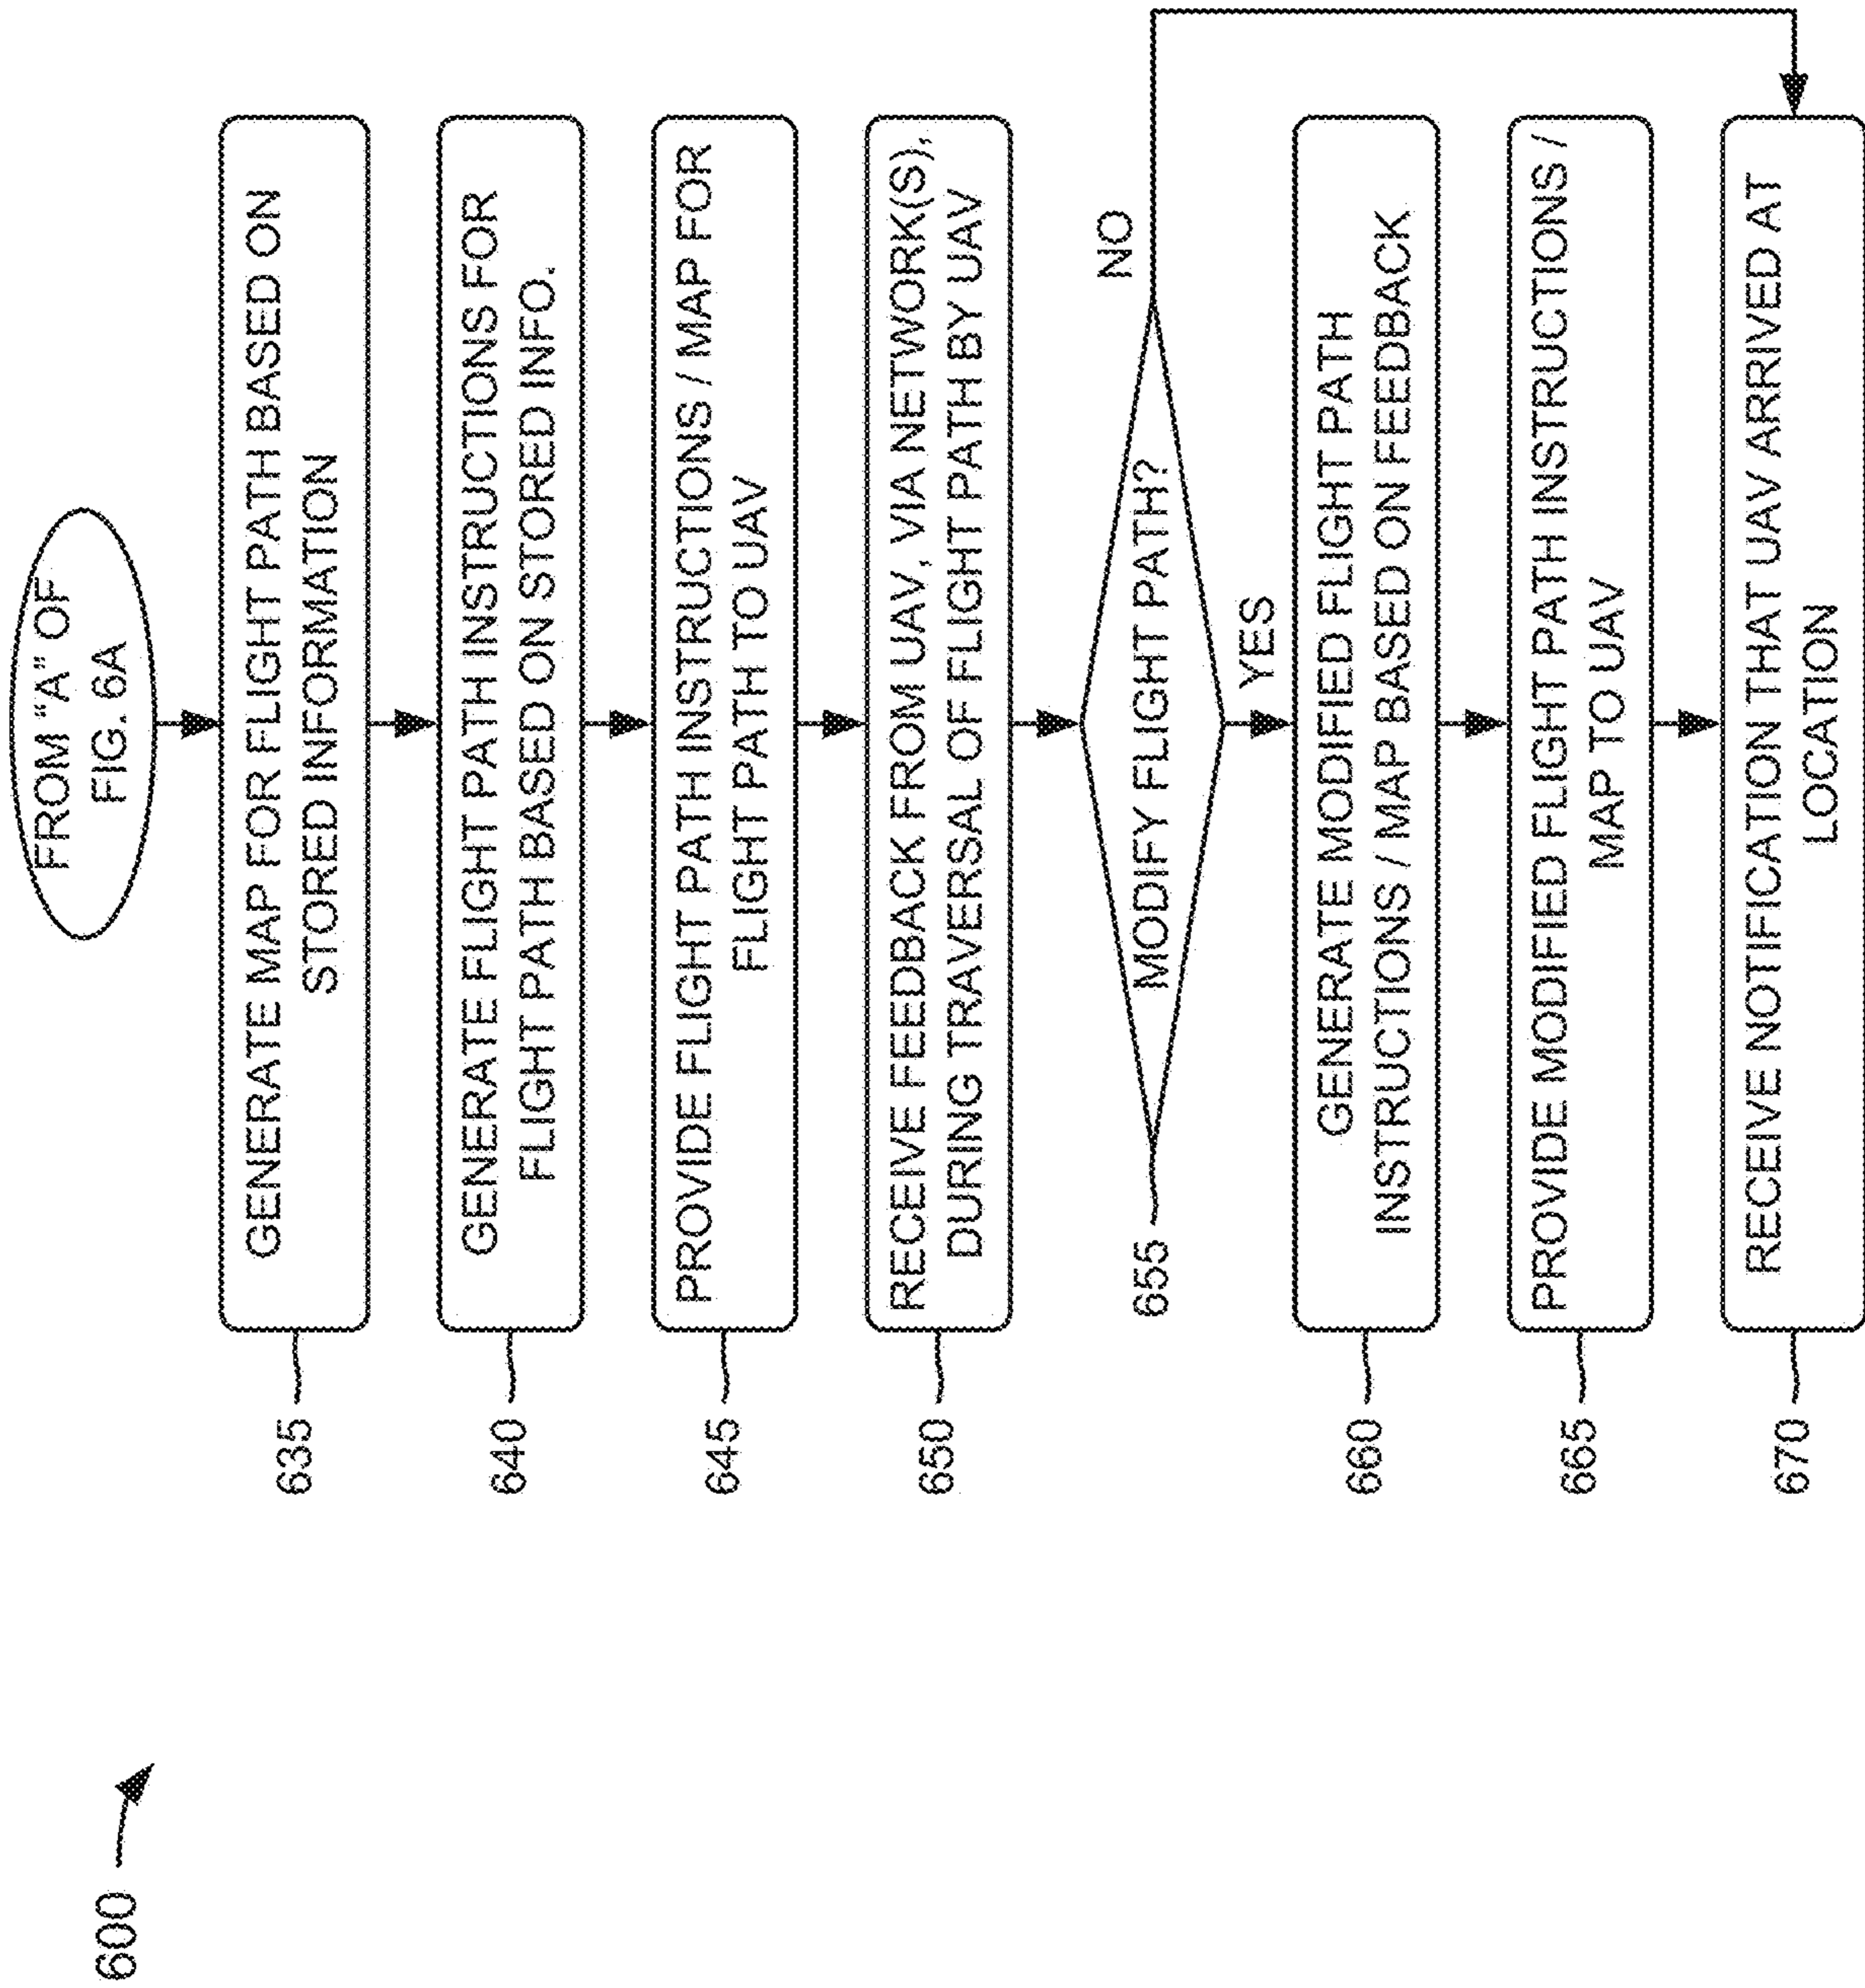 600
FROM "A" OF
FIG. 6A
635
GENERATE MAP FOR FLIGHT PATH BASED ON
STORED INFORMATION
640
GENERATE FLIGHT PATH INSTRUCTIONS FOR
FLIGHT PATH BASED ON STORED INFO.
645
PROVIDE FLIGHT PATH INSTRUCTIONS / MAP FOR
FLIGHT PATH TO UAV
650
RECEIVE FEEDBACK FROM UAV, VIA NETWORK(S),
DURING TRAVERSAL OF FLIGHT PATH BY UAV
655
MODIFY FLIGHT PATH?
NO
YES
660
GENERATE MODIFIED FLIGHT PATH
INSTRUCTIONS / MAP BASED ON FEEDBACK
665
PROVIDE MODIFIED FLIGHT PATH INSTRUCTIONS /
MAP TO UAV
670
RECEIVE NOTIFICATION THAT UAV ARRIVED AT
LOCATION